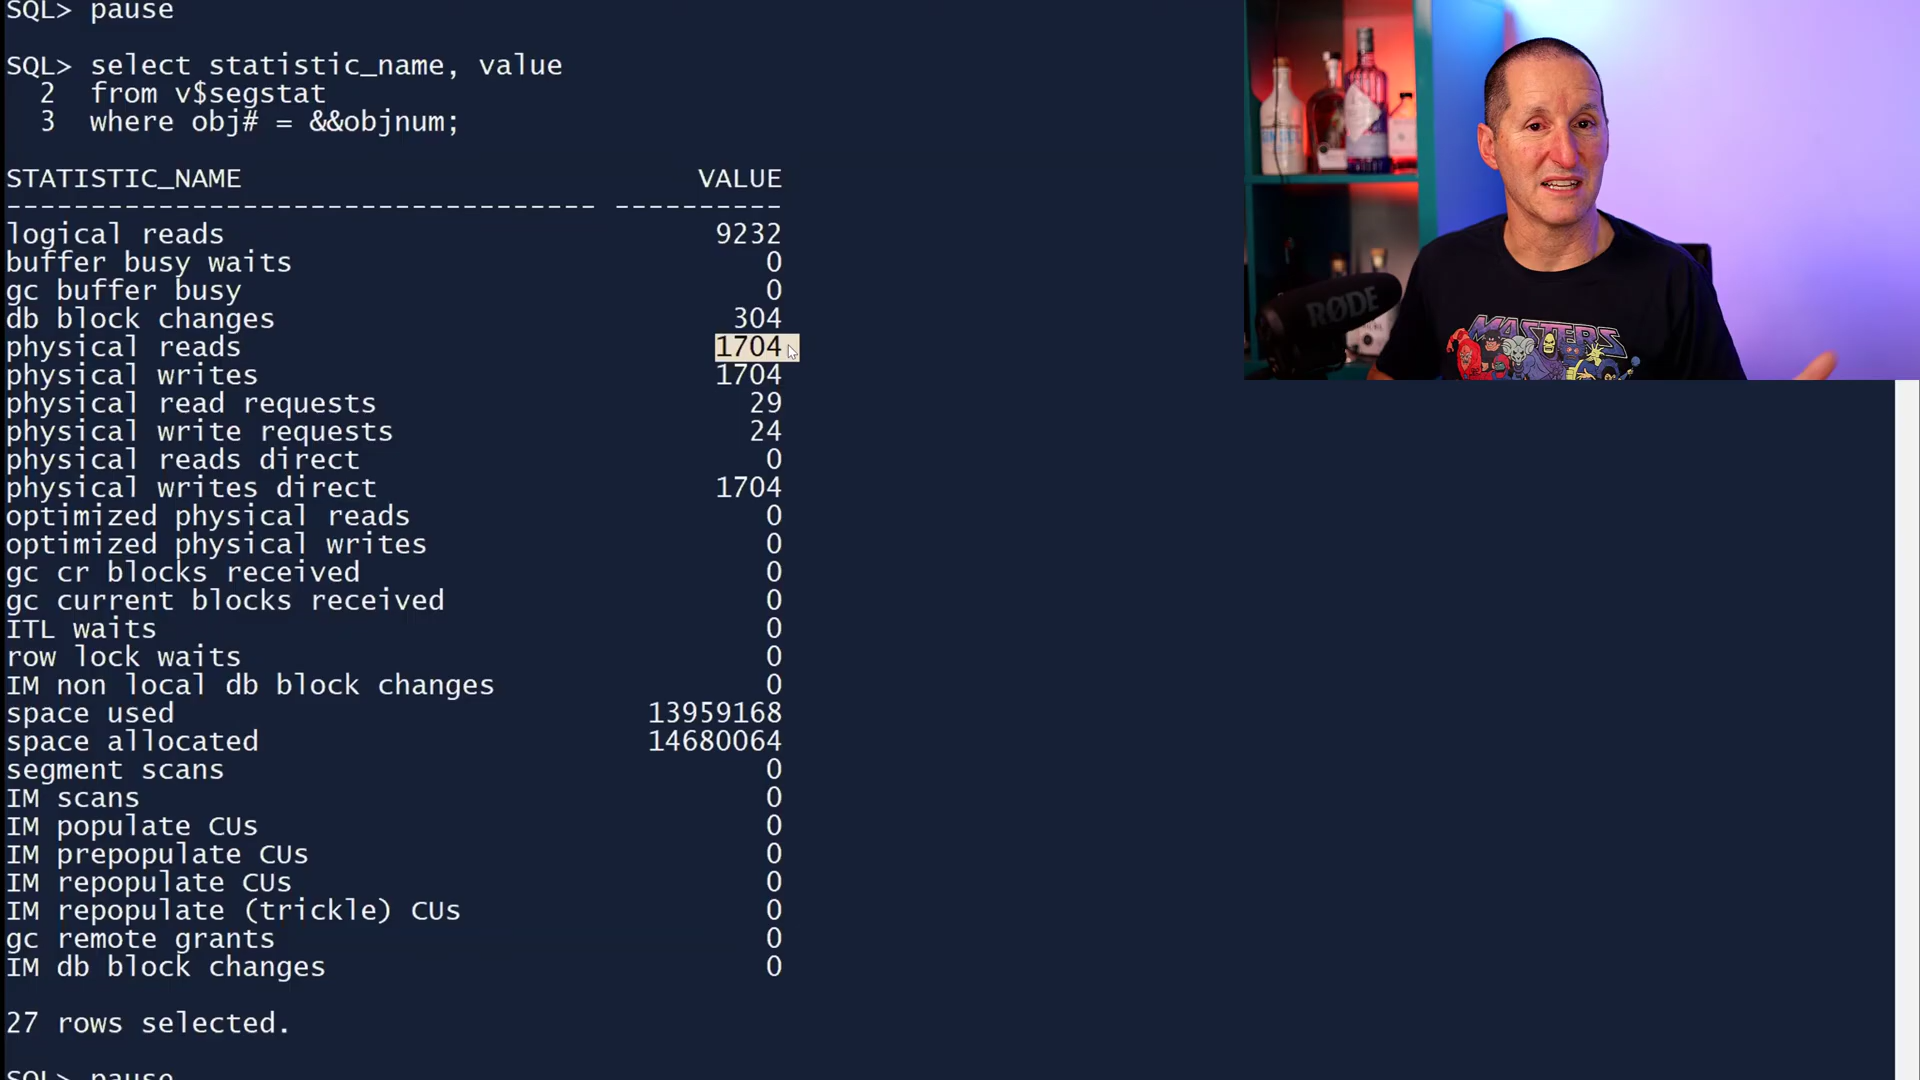 SQL> pause
SQL> select statistic_name, value
2 from v$segstat
3 where obj# = &&objnum;
STATISTIC_NAME VALUE
----------------------------------- ----------
logical reads 9232
buffer busy waits 0
gc buffer busy 0
db block changes 304
physical reads 1704
physical writes 1704
physical read requests 29
physical write requests 24
physical reads direct 0
physical writes direct 1704
optimized physical reads 0
optimized physical writes 0
gc cr blocks received 0
gc current blocks received 0
ITL waits 0
row lock waits 0
IM non local db block changes 0
space used 13959168
space allocated 14680064
segment scans 0
IM scans 0
IM populate CUs 0
IM prepopulate CUs 0
IM repopulate CUs 0
IM repopulate (trickle) CUs 0
gc remote grants 0
IM db block changes 0
27 rows selected.
SQL> pause
RØDE
MASTERS